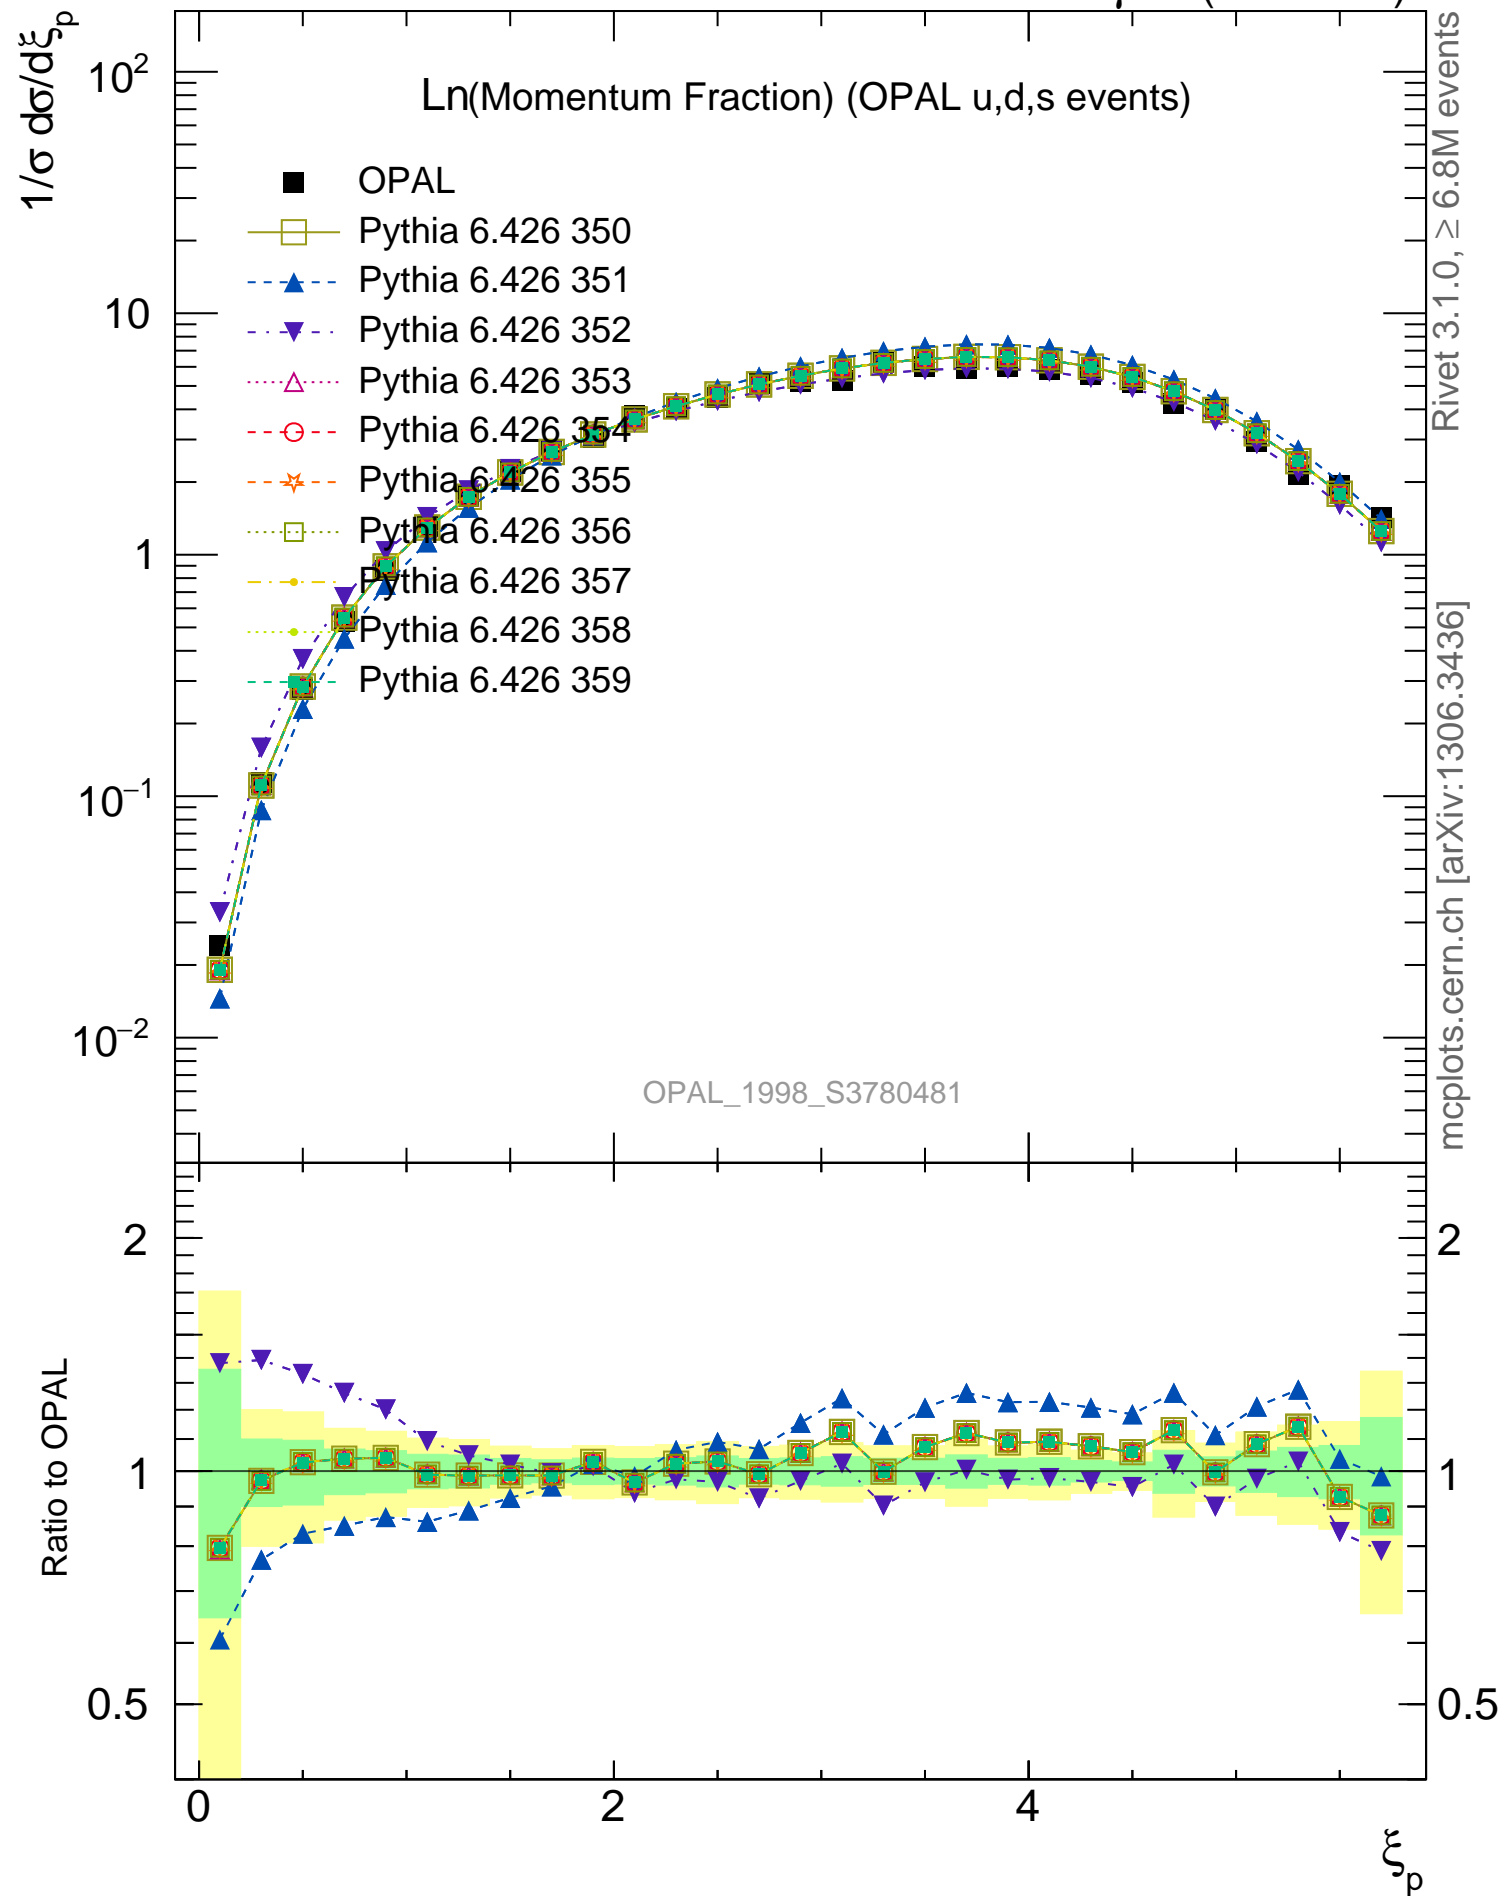 1/σ dσ/dξp
Ln(Momentum Fraction) (OPAL u,d,s events)
OPAL
Pythia 6.426 350
Pythia 6.426 351
Pythia 6.426 352
Pythia 6.426 353
Pythia 6.426 354
Pythia 6.426 355
Pythia 6.426 356
Pythia 6.426 357
Pythia 6.426 358
Pythia 6.426 359
10²
10
1
10⁻¹
10⁻²
OPAL_1998_S3780481
Rivet 3.1.0, ≥ 6.8M events
mcplots.cern.ch [arXiv:1306.3436]
Ratio to OPAL
2
1
0.5
2
1
0.5
0 2 4
ξp